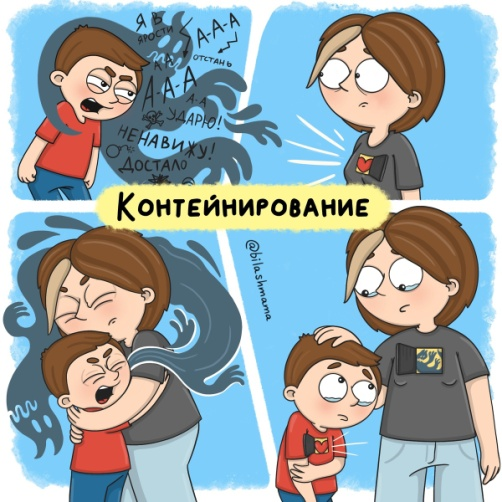 Я В
ЯРОСТИ
А-А-А
ОТСТАНЬ
А А
А-А-А
А-А
УДАРЮ!
НЕНАВИЖУ!
ДОСТАЛО
КОНТЕЙНИРОВАНИЕ
@bilashmama